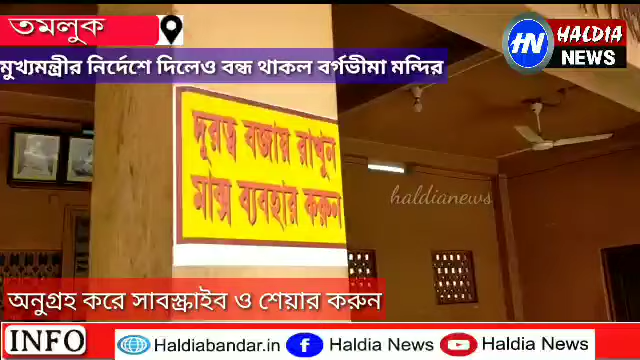 তমলুক
HN HALDIA NEWS
মুখ্যমন্ত্রীর নির্দেশে দিলেও বন্ধ থাকল বর্গভীমা মন্দির
দূরত্ব বজায় রাখুন
মাক্স ব্যবহার করুন
haldianews
অনুগ্রহ করে সাবস্ক্রাইব ও শেয়ার করুন
INFO Haldiabandar.in Haldia News Haldia News